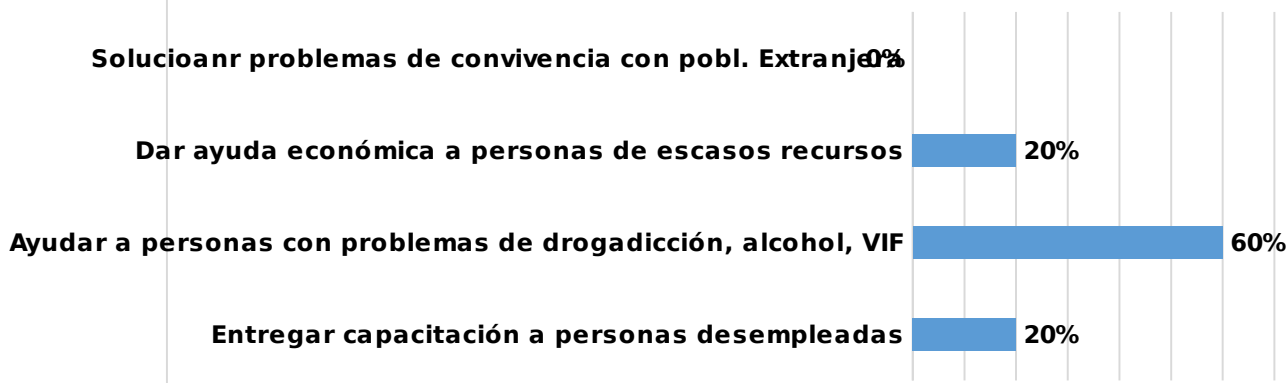 Solucioanr problemas de convivencia con pobl. Extranjera 0%
Dar ayuda económica a personas de escasos recursos 20%
Ayudar a personas con problemas de drogadicción, alcohol, VIF 60%
Entregar capacitación a personas desempleadas 20%